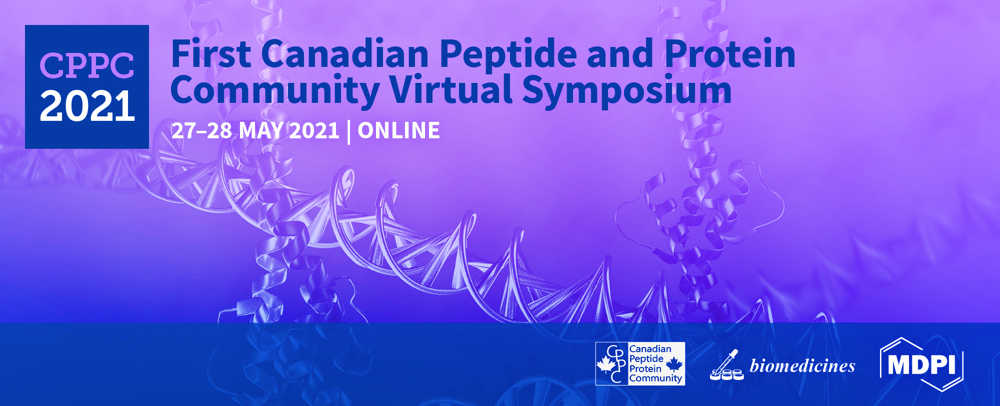 CPPC
2021
First Canadian Peptide and Protein
Community Virtual Symposium
27–28 MAY 2021 | ONLINE
CPPC
Canadian
Peptide
Protein
Community
biomedicines
MDPI